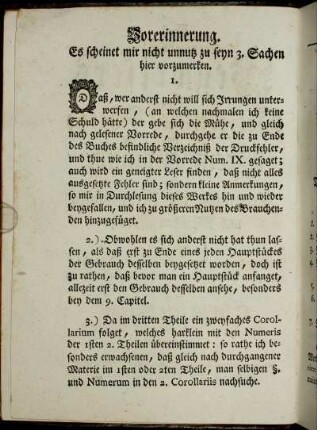 Vorerinnerung.
Es scheinet mir nicht unnutz zu seyn 3. Sachen
hier vorzumerken.
1.
Daß, wer anderst nicht will sich Irrungen unter-
werfen, (an welchen nachmalen ich keine
Schuld hätte) der gebe sich die Mühe, und gleich
nach gelesener Vorrede, durchgehe er die zu Ende
des Buches befindliche Verzeichniß der Druckfehler,
und thue wie ich in der Vorrede Num. IX. gesaget;
auch wird ein geneigter Leser finden, daß nicht alles
ausgesetzte Fehler sind; sondern kleine Anmerkungen,
so mir in Durchlesung dieses Werkes hin und wieder
beygefallen, und ich zu größeren Nutzen des Brauchen-
den hinzugefüget.
2.) Obwohlen es sich anderst nicht hat thun las-
sen, als daß erst zu Ende eines jeden Hauptstückes
der Gebrauch desselben beygesetzet worden, doch ist
zu rathen, daß bevor man ein Hauptstück anfanget,
allezeit erst den Gebrauch desselben ansehe, besonders
bey dem 9. Capitel.
3.) Da im dritten Theile ein zweyfaches Corol-
larium folget, welches harklein mit den Numeris
der 1sten 2. Theilen übereinstimmet: so rathe ich be-
sonders erwachsenen, daß gleich nach durchgangener
Materie im 1sten oder 2ten Theile, man selbigen §.
und Numerum in den 2. Corollariis nachsuche.